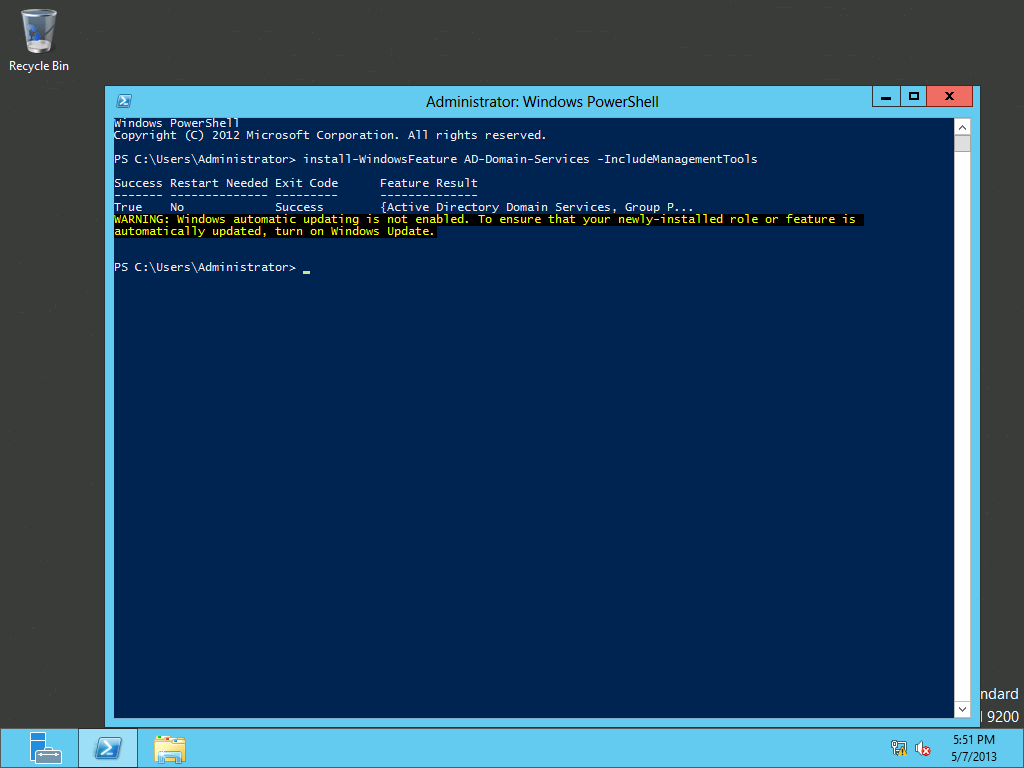 Recycle Bin
Administrator: Windows PowerShell
Windows PowerShell
Copyright (C) 2012 Microsoft Corporation. All rights reserved.
PS C:\Users\Administrator> install-WindowsFeature AD-Domain-Services -IncludeManagementTools
Success Restart Needed Exit Code      Feature Result
------- -------------- ---------      --------------
True    No             Success        {Active Directory Domain Services, Group P...
WARNING: Windows automatic updating is not enabled. To ensure that your newly-installed role or feature is
automatically updated, turn on Windows Update.
PS C:\Users\Administrator> _
ndard
9200
5:51 PM
5/7/2013